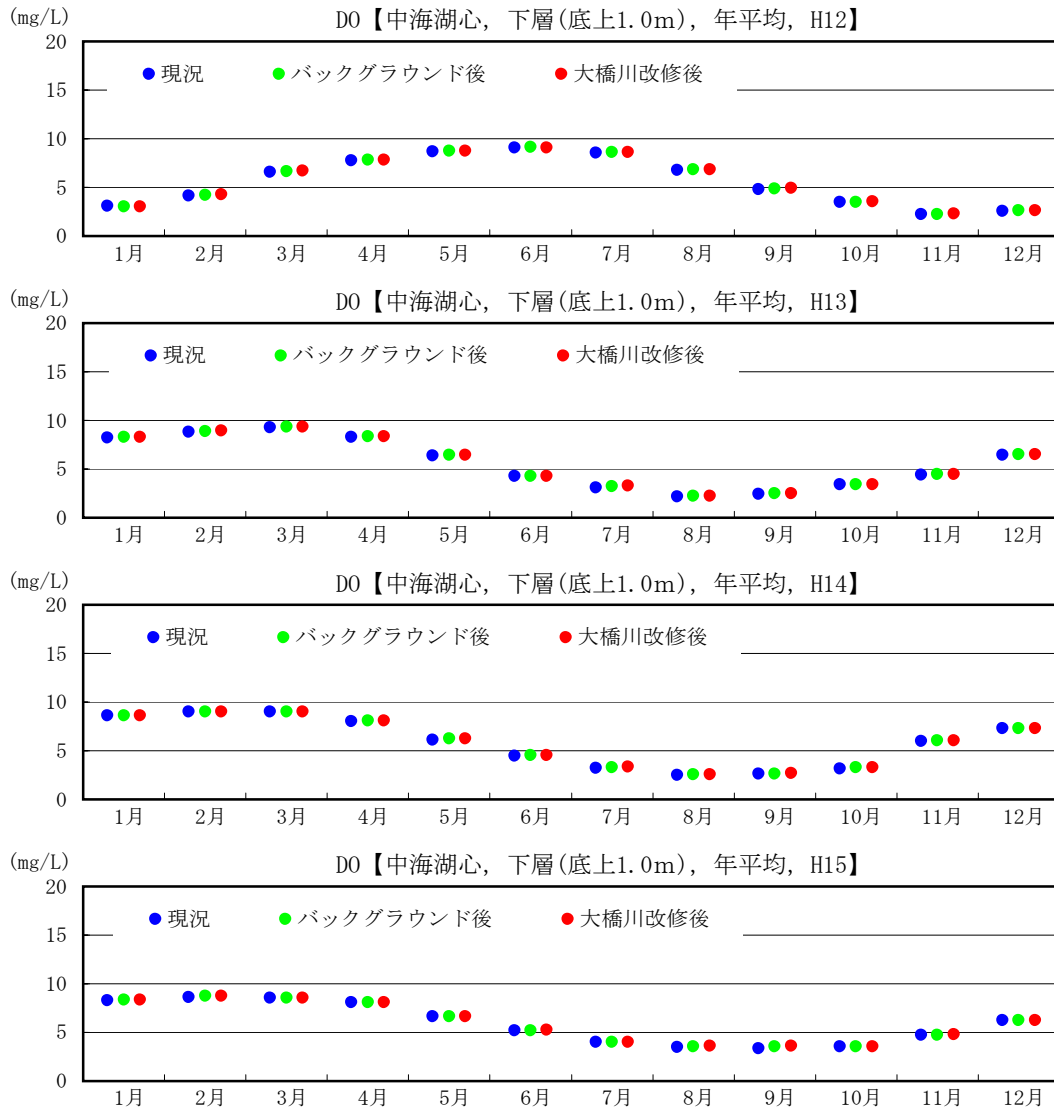 (mg/L) DO【中海湖心, 下層(底上1.0m), 年平均, H12】
20
● 現況 ● バックグラウンド後 ● 大橋川改修後
15
10
5
0
1月 2月 3月 4月 5月 6月 7月 8月 9月 10月 11月 12月
(mg/L) DO【中海湖心, 下層(底上1.0m), 年平均, H13】
20
● 現況 ● バックグラウンド後 ● 大橋川改修後
15
10
5
0
1月 2月 3月 4月 5月 6月 7月 8月 9月 10月 11月 12月
(mg/L) DO【中海湖心, 下層(底上1.0m), 年平均, H14】
20
● 現況 ● バックグラウンド後 ● 大橋川改修後
15
10
5
0
1月 2月 3月 4月 5月 6月 7月 8月 9月 10月 11月 12月
(mg/L) DO【中海湖心, 下層(底上1.0m), 年平均, H15】
20
● 現況 ● バックグラウンド後 ● 大橋川改修後
15
10
5
0
1月 2月 3月 4月 5月 6月 7月 8月 9月 10月 11月 12月